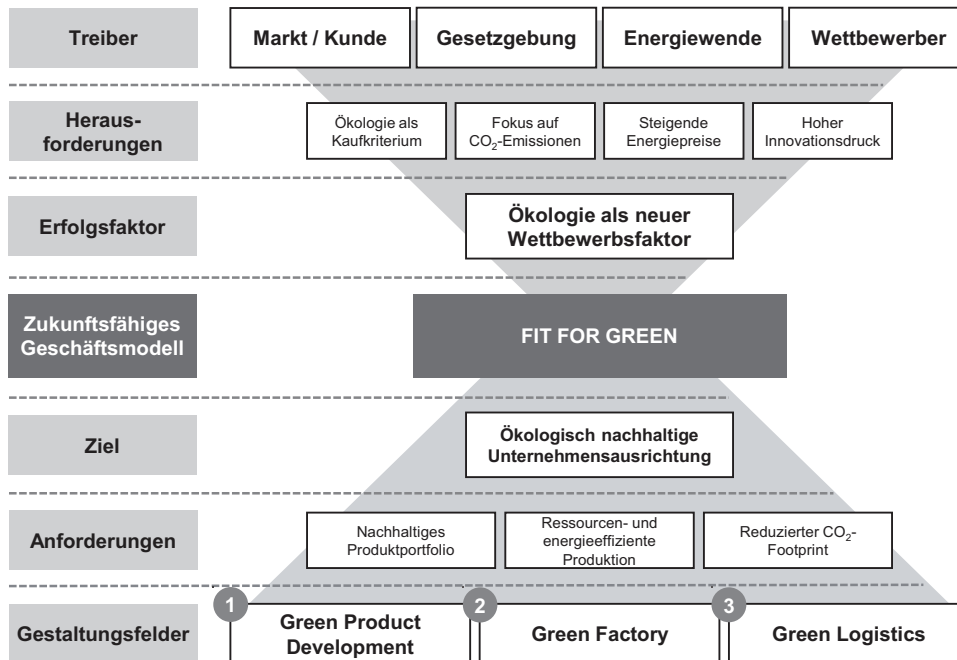 Treiber
Markt / Kunde
Gesetzgebung
Energiewende
Wettbewerber
Heraus-
forderungen
Ökologie als
Kaufkriterium
Fokus auf
CO₂-Emissionen
Steigende
Energiepreise
Hoher
Innovationsdruck
Erfolgsfaktor
Ökologie als neuer
Wettbewerbsfaktor
Zukunftsfähiges
Geschäftsmodell
FIT FOR GREEN
Ziel
Ökologisch nachhaltige
Unternehmensausrichtung
Anforderungen
Nachhaltiges
Produktportfolio
Ressourcen- und
energieeffiziente
Produktion
Reduzierter CO₂-
Footprint
Gestaltungsfelder
1
Green Product
Development
2
Green Factory
3
Green Logistics